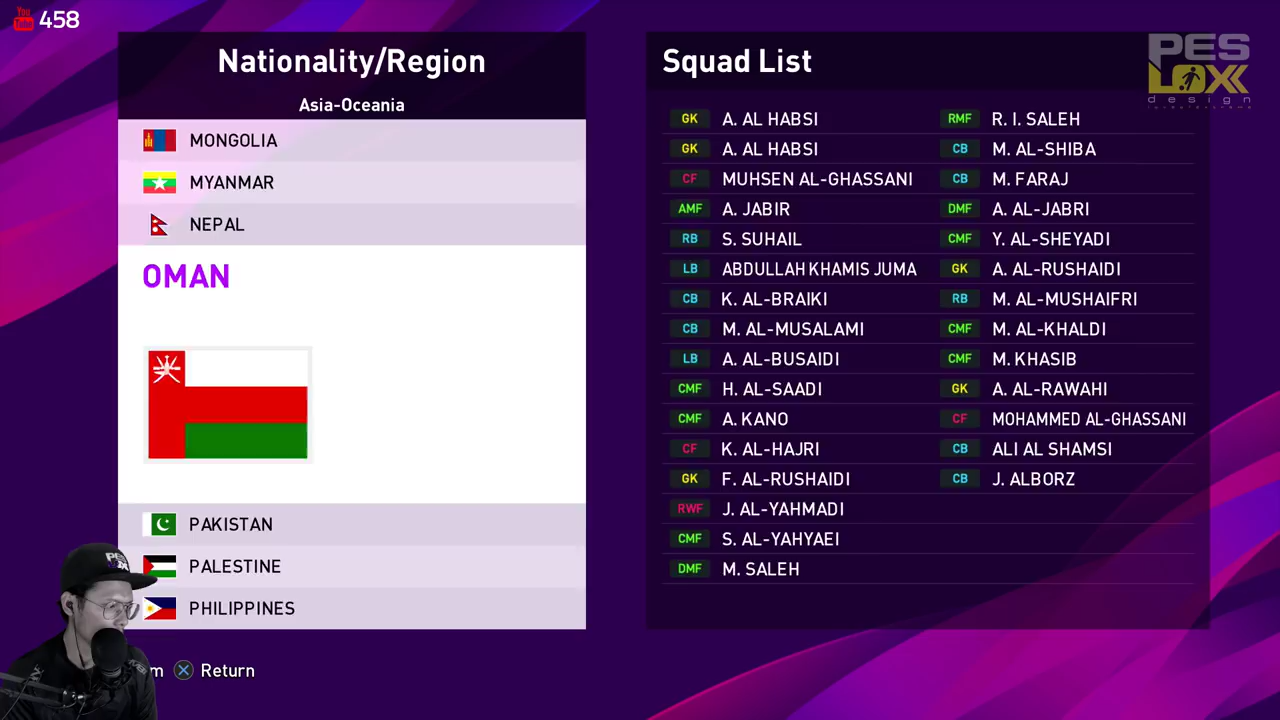 You Tube 458
Nationality/Region
Asia-Oceania
MONGOLIA
MYANMAR
NEPAL
OMAN
PAKISTAN
PALESTINE
PHILIPPINES
m Return
Squad List
PES
LOXX
design
GK A. AL HABSI
GK A. AL HABSI
CF MUHSEN AL-GHASSANI
AMF A. JABIR
RB S. SUHAIL
LB ABDULLAH KHAMIS JUMA
CB K. AL-BRAIKI
CB M. AL-MUSALAMI
LB A. AL-BUSAIDI
CMF H. AL-SAADI
CMF A. KANO
CF K. AL-HAJRI
GK F. AL-RUSHAIDI
RWF J. AL-YAHMADI
CMF S. AL-YAHYAEI
DMF M. SALEH
RMF R. I. SALEH
CB M. AL-SHIBA
CB M. FARAJ
DMF A. AL-JABRI
CMF Y. AL-SHEYADI
GK A. AL-RUSHAIDI
RB M. AL-MUSHAIFRI
CMF M. AL-KHALDI
CMF M. KHASIB
GK A. AL-RAWAHI
CF MOHAMMED AL-GHASSANI
CB ALI AL SHAMSI
CB J. ALBORZ
PES